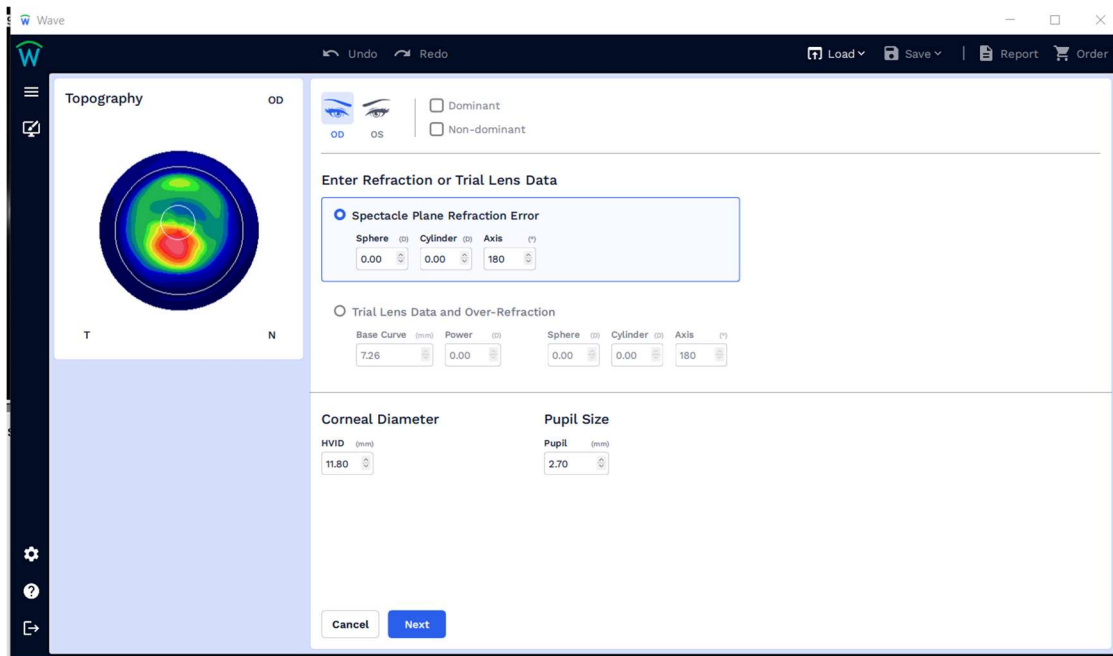 Wave
Undo Redo Load Save | Report Order
Topography OD
T N
OD OS
Dominant
Non-dominant
Enter Refraction or Trial Lens Data
Spectacle Plane Refraction Error
Sphere (D) Cylinder (D) Axis (°)
0.00 0.00 180
Trial Lens Data and Over-Refraction
Base Curve (mm) Power (D) Sphere (D) Cylinder (D) Axis (°)
7.26 0.00 0.00 0.00 180
Corneal Diameter Pupil Size
HVID (mm) Pupil (mm)
11.80 2.70
Cancel Next